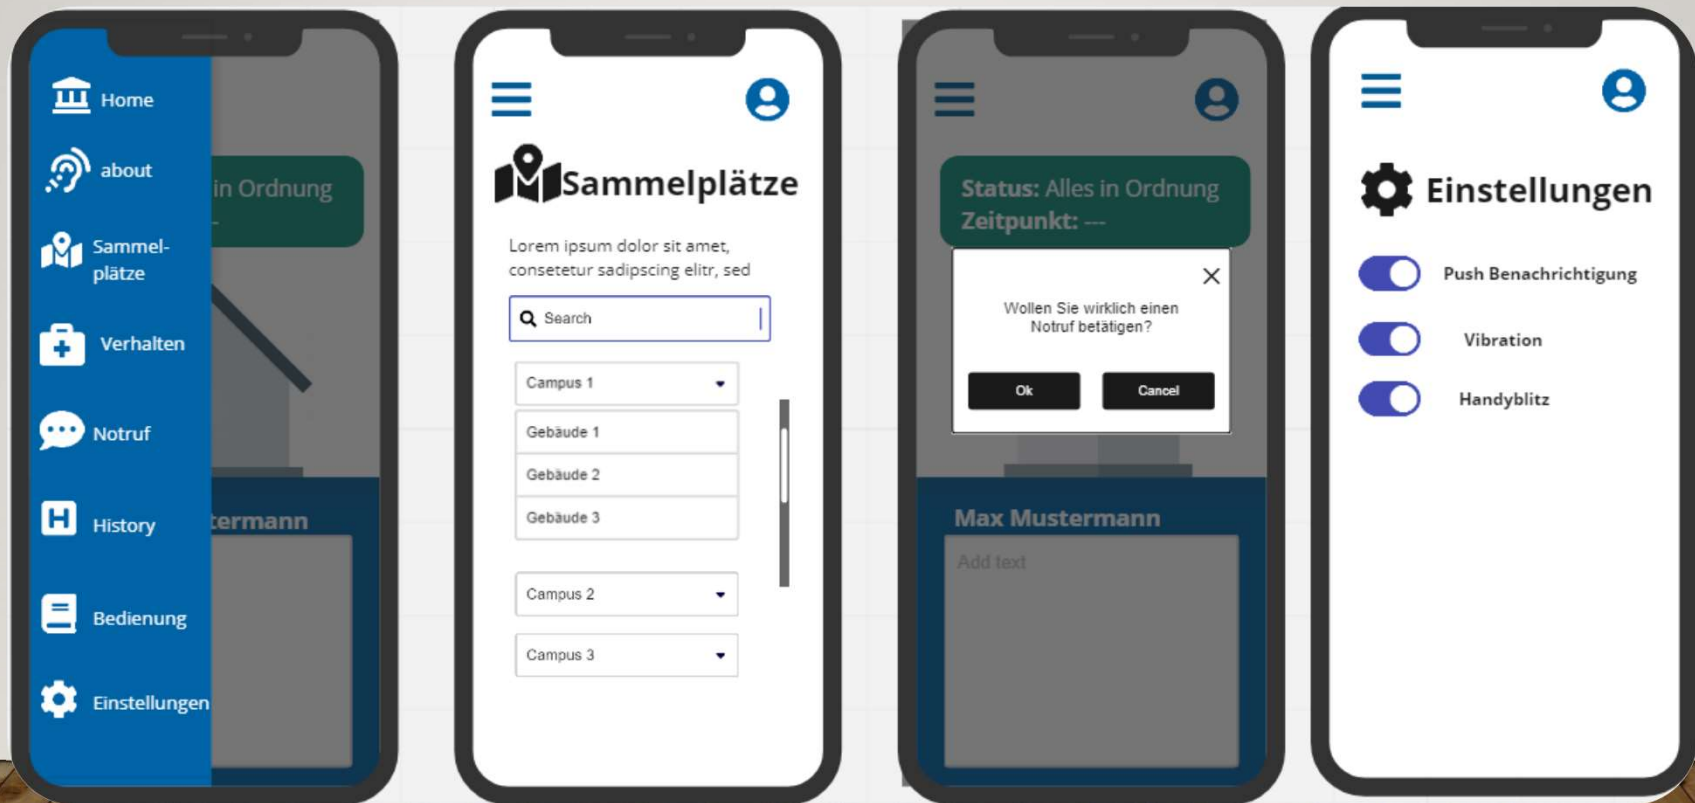 Home
about
Sammel-
plätze
Verhalten
Notruf
H
History
Bedienung
Einstellungen
in Ordnung
termann
Sammelplätze
Lorem ipsum dolor sit amet,
consetetur sadipscing elitr, sed
Search
Campus 1
Gebäude 1
Gebäude 2
Gebäude 3
Campus 2
Campus 3
Status: Alles in Ordnung
Zeitpunkt: ---
Wollen Sie wirklich einen
Notruf betätigen?
Ok
Cancel
Max Mustermann
Add text
Einstellungen
Push Benachrichtigung
Vibration
Handyblitz